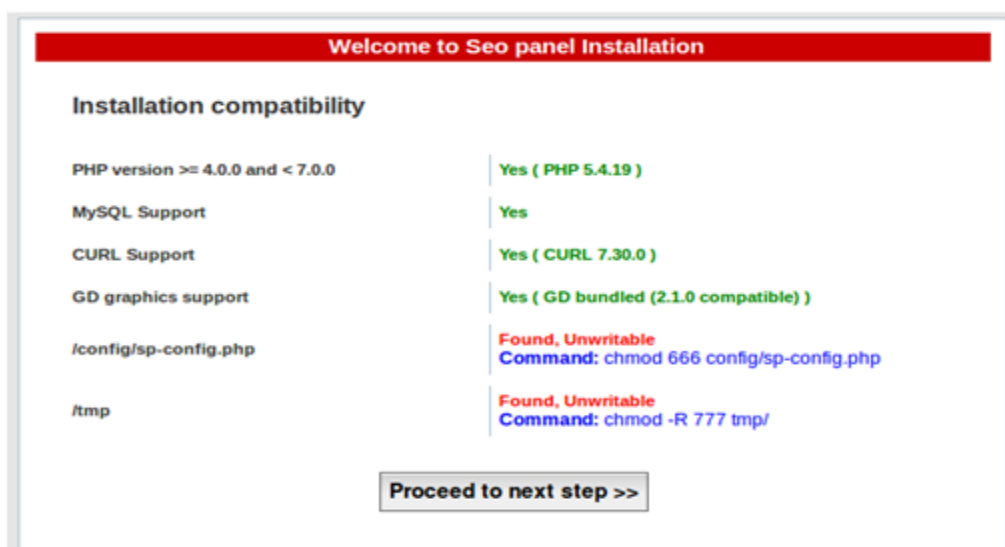 Welcome to Seo panel Installation
Installation compatibility
PHP version >= 4.0.0 and < 7.0.0 Yes ( PHP 5.4.19 )
MySQL Support Yes
CURL Support Yes ( CURL 7.30.0 )
GD graphics support Yes ( GD bundled (2.1.0 compatible) )
/config/sp-config.php Found, Unwritable
Command: chmod 666 config/sp-config.php
/tmp Found, Unwritable
Command: chmod -R 777 tmp/
Proceed to next step >>